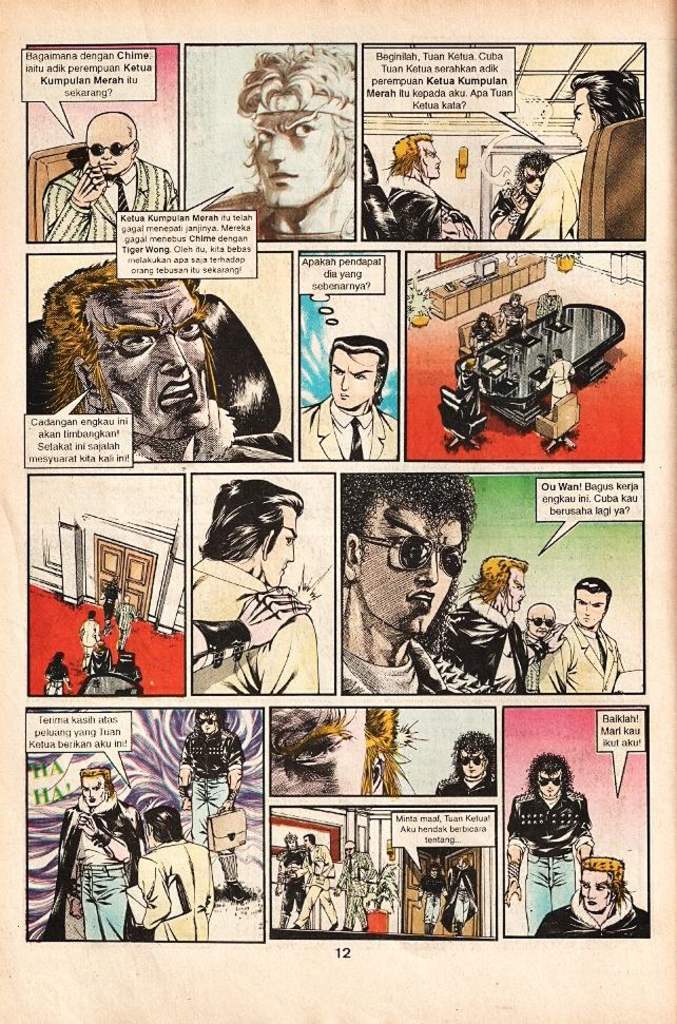 Bagaimana dengan Chime,
iaitu adik perempuan Ketua
Kumpulan Merah itu
sekarang?
Ketua Kumpulan Merah itu telah
gagal menepati janjinya. Mereka
gagal menebus Chime dengan
Tiger Wong. Oleh itu, kita bebas
melakukan apa saja terhadap
orang tebusan itu sekarang!
Beginilah, Tuan Ketua. Cuba
Tuan Ketua serahkan adik
perempuan Ketua Kumpulan
Merah itu kepada aku. Apa Tuan
Ketua kata?
Cadangan engkau ini
akan timbangkan!
Setakat ini sajalah
mesyuarat kita kali ini!
Apakah pendapat
dia yang
sebenarnya?
Ou Wan! Bagus kerja
engkau ini. Cuba kau
berusaha lagi ya?
Terima kasih atas
peluang yang Tuan
Ketua berikan aku ini!
HA
HA!
Minta maaf, Tuan Ketua!
Aku hendak berbicara
tentang...
Baiklah!
Mari kau
ikut aku!
12